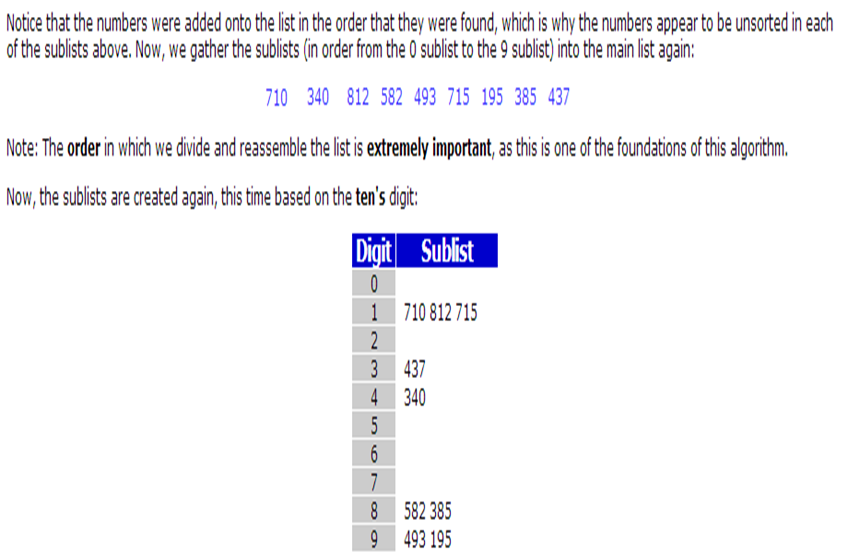 Notice that the numbers were added onto the list in the order that they were found, which is why the numbers appear to be unsorted in each
of the sublists above. Now, we gather the sublists (in order from the 0 sublist to the 9 sublist) into the main list again:
710 340 812 582 493 715 195 385 437
Note: The order in which we divide and reassemble the list is extremely important, as this is one of the foundations of this algorithm.
Now, the sublists are created again, this time based on the ten's digit:
Digit Sublist
0
1 710 812 715
2
3 437
4 340
5
6
7
8 582 385
9 493 195